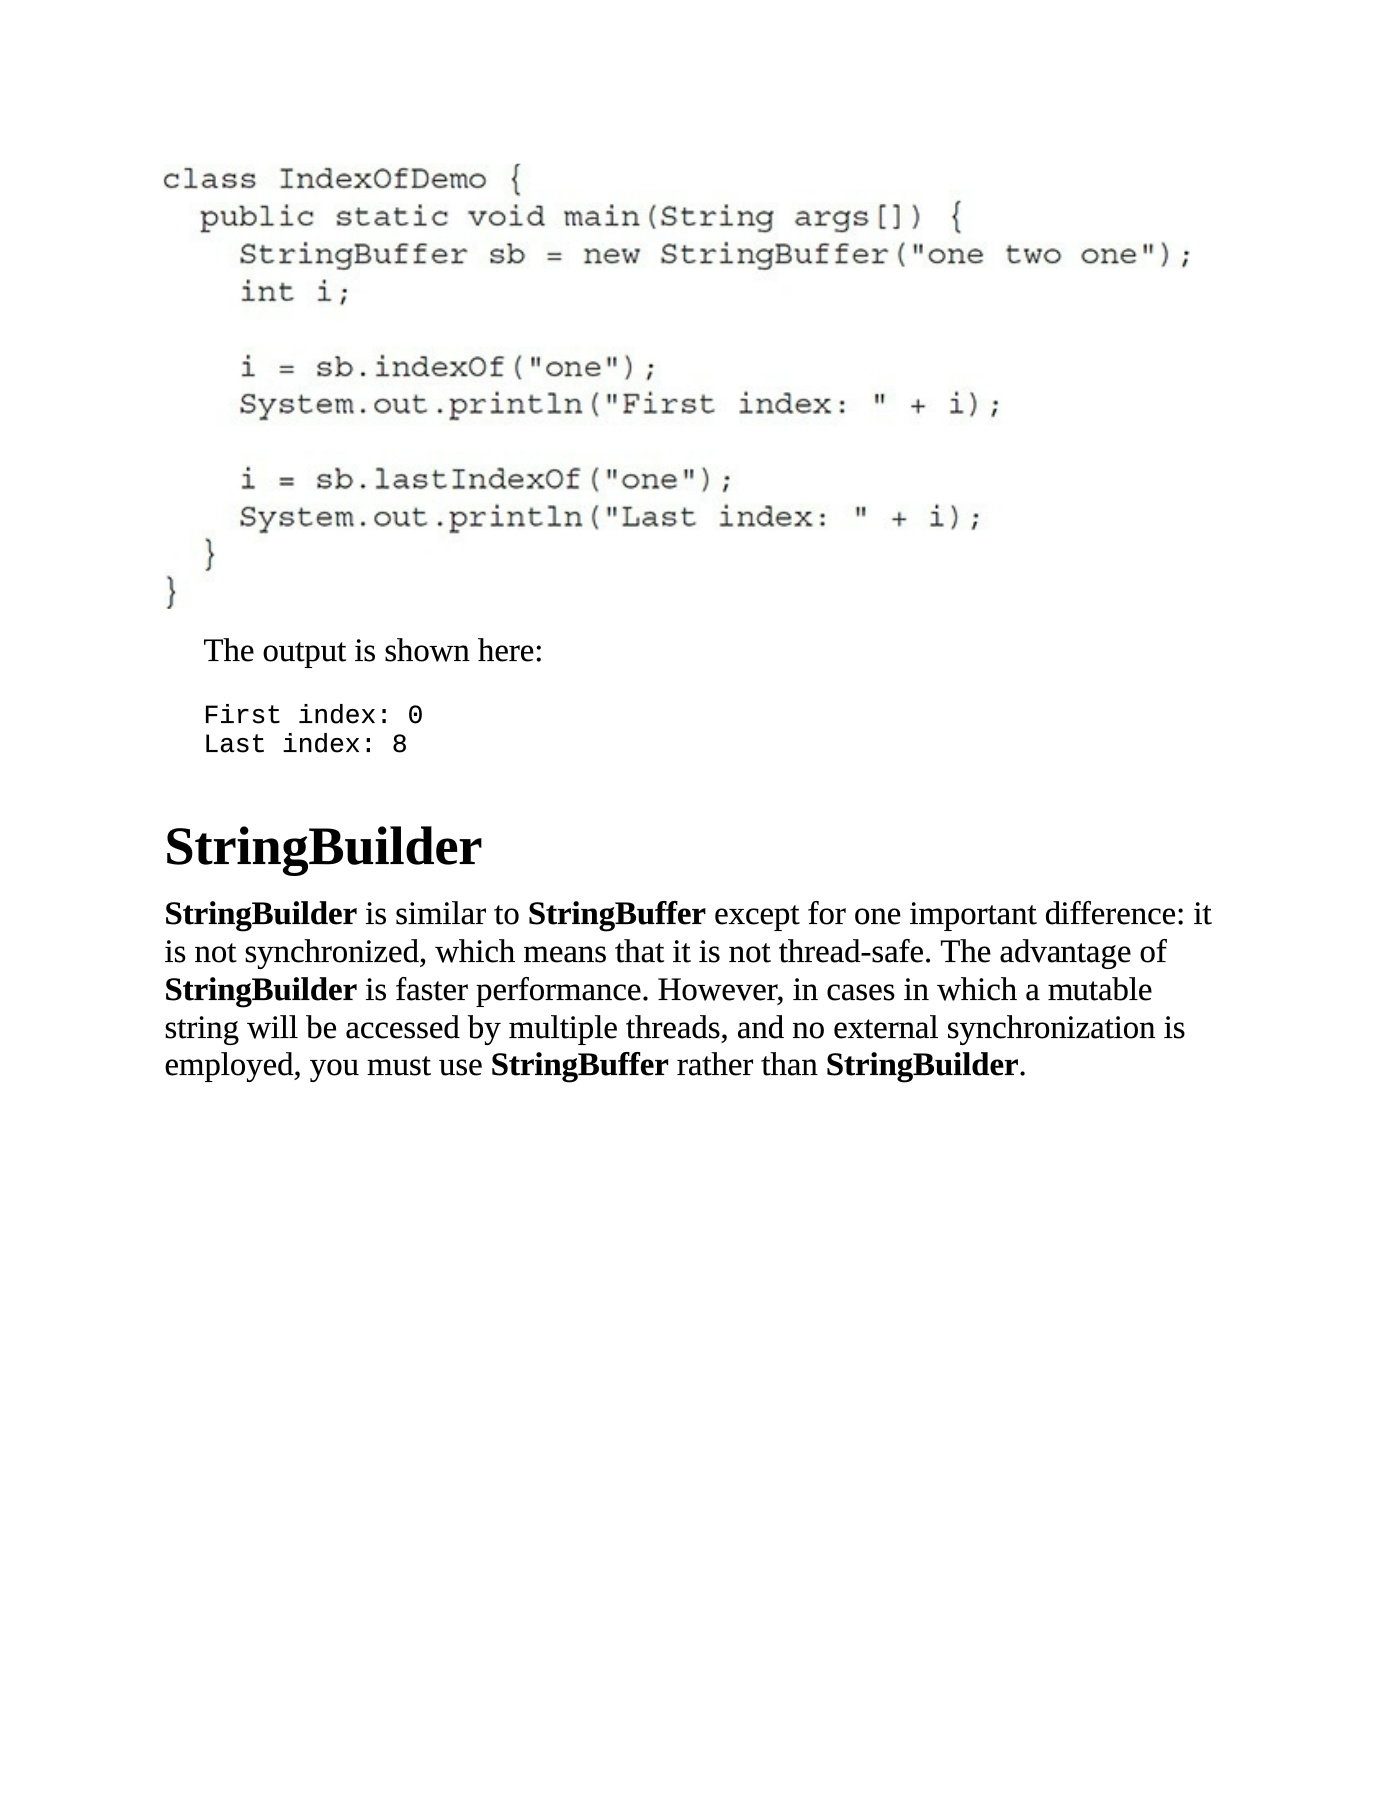 class IndexOfDemo {
  public static void main(String args[]) {
    StringBuffer sb = new StringBuffer("one two one");
    int i;

    i = sb.indexOf("one");
    System.out.println("First index: " + i);

    i = sb.lastIndexOf("one");
    System.out.println("Last index: " + i);
  }
}
The output is shown here:
First index: 0
Last index: 8
StringBuilder
StringBuilder is similar to StringBuffer except for one important difference: it
is not synchronized, which means that it is not thread-safe. The advantage of
StringBuilder is faster performance. However, in cases in which a mutable
string will be accessed by multiple threads, and no external synchronization is
employed, you must use StringBuffer rather than StringBuilder.